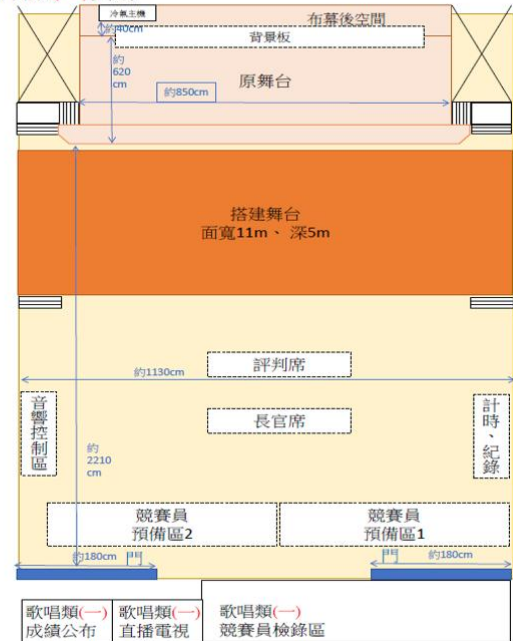 冷氣主機
布幕後空間
約40cm
背景板
約
620
cm
原舞台
約850cm
搭建舞台
面寬11m、深5m
評判席
約1130cm
音響控制區
長官席
計時、紀錄
約
2210
cm
競賽員
預備區2
競賽員
預備區1
約180cm
門
門
約180cm
歌唱類(一)
成績公布
歌唱類(一)
直播電視
歌唱類(一)
競賽員檢錄區